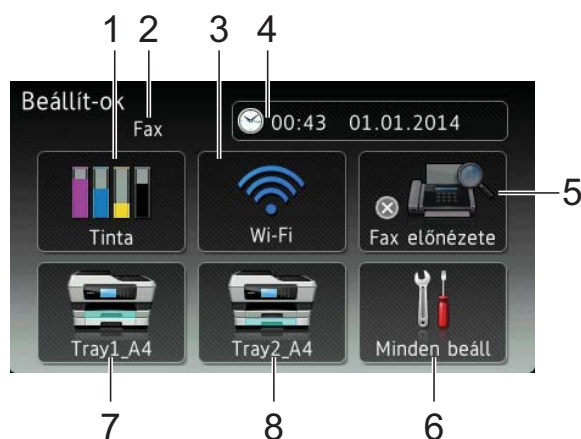 1 2 3 4
Beállít-ok
Fax
00:43 01.01.2014
5
Tinta
Wi-Fi
Fax előnézete
Tray1_A4
Tray2_A4
Minden beáll
7 8 6